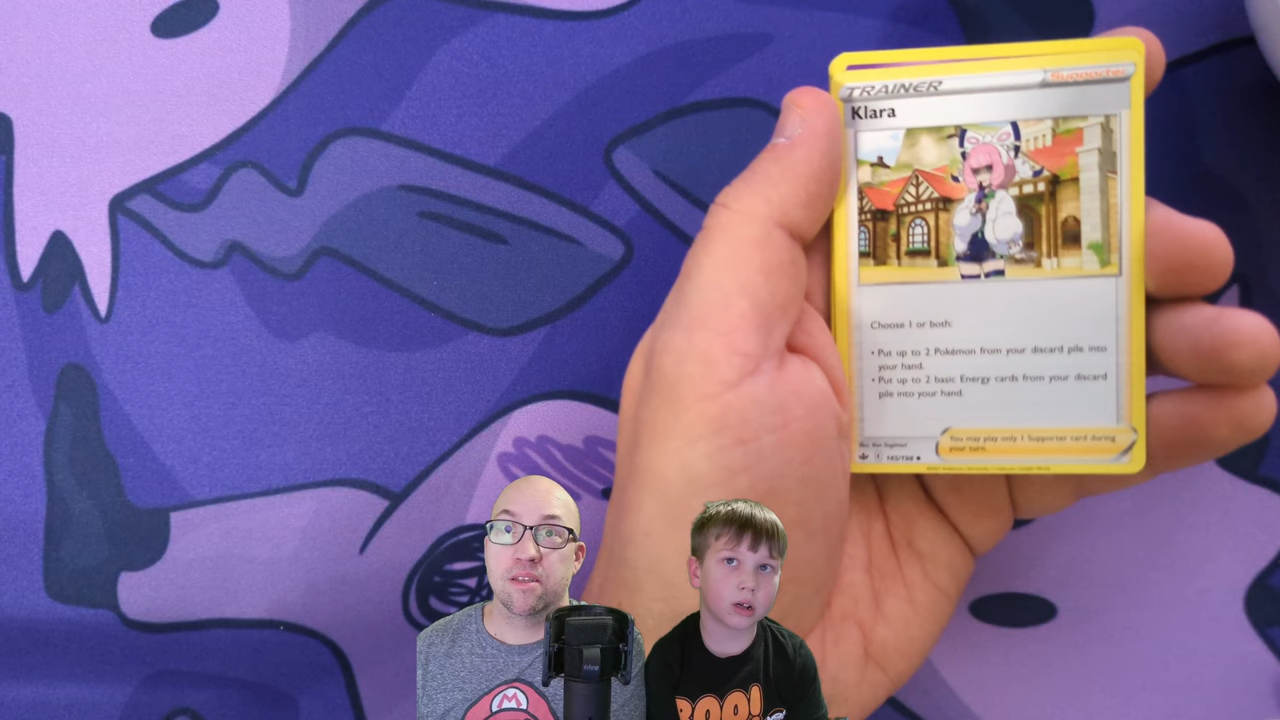 TRAINER
Supporter
Klara
Choose 1 or both:
• Put up to 2 Pokémon from your discard pile into
your hand.
• Put up to 2 basic Energy cards from your discard
pile into your hand.
You may play only 1 Supporter card during
your turn.
145/198
M
BOO!